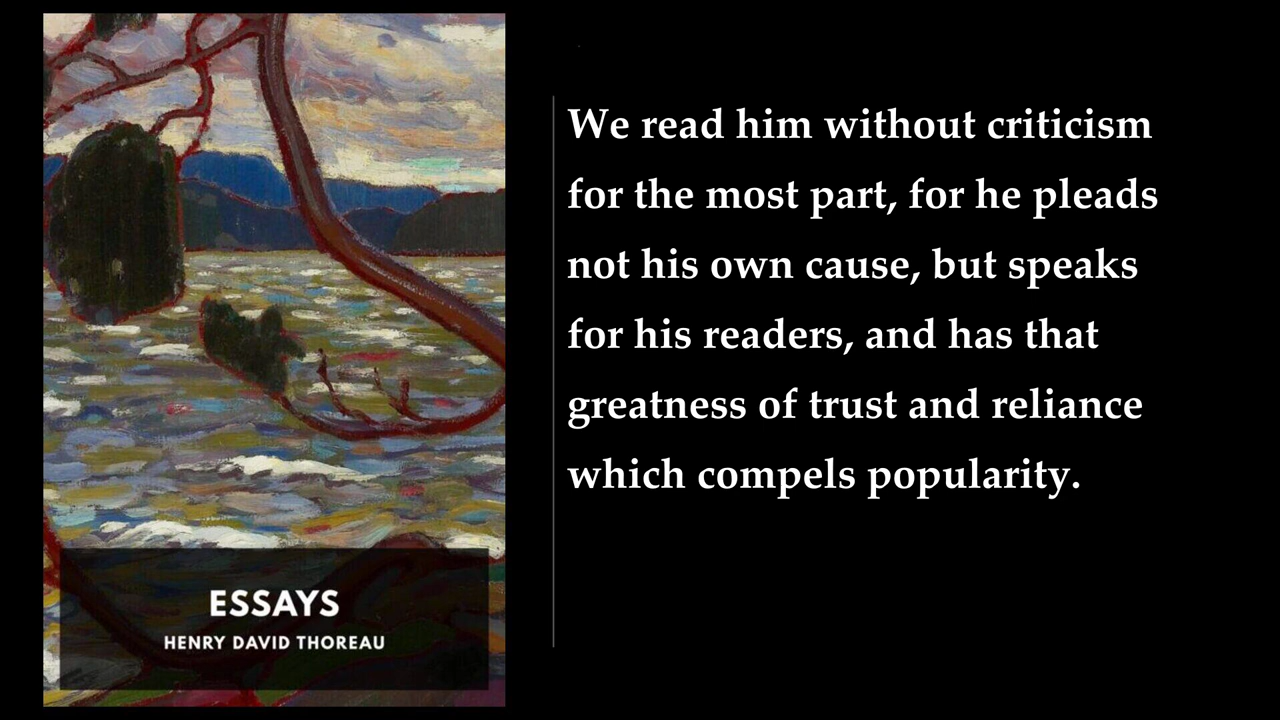 ESSAYS
HENRY DAVID THOREAU
We read him without criticism
for the most part, for he pleads
not his own cause, but speaks
for his readers, and has that
greatness of trust and reliance
which compels popularity.